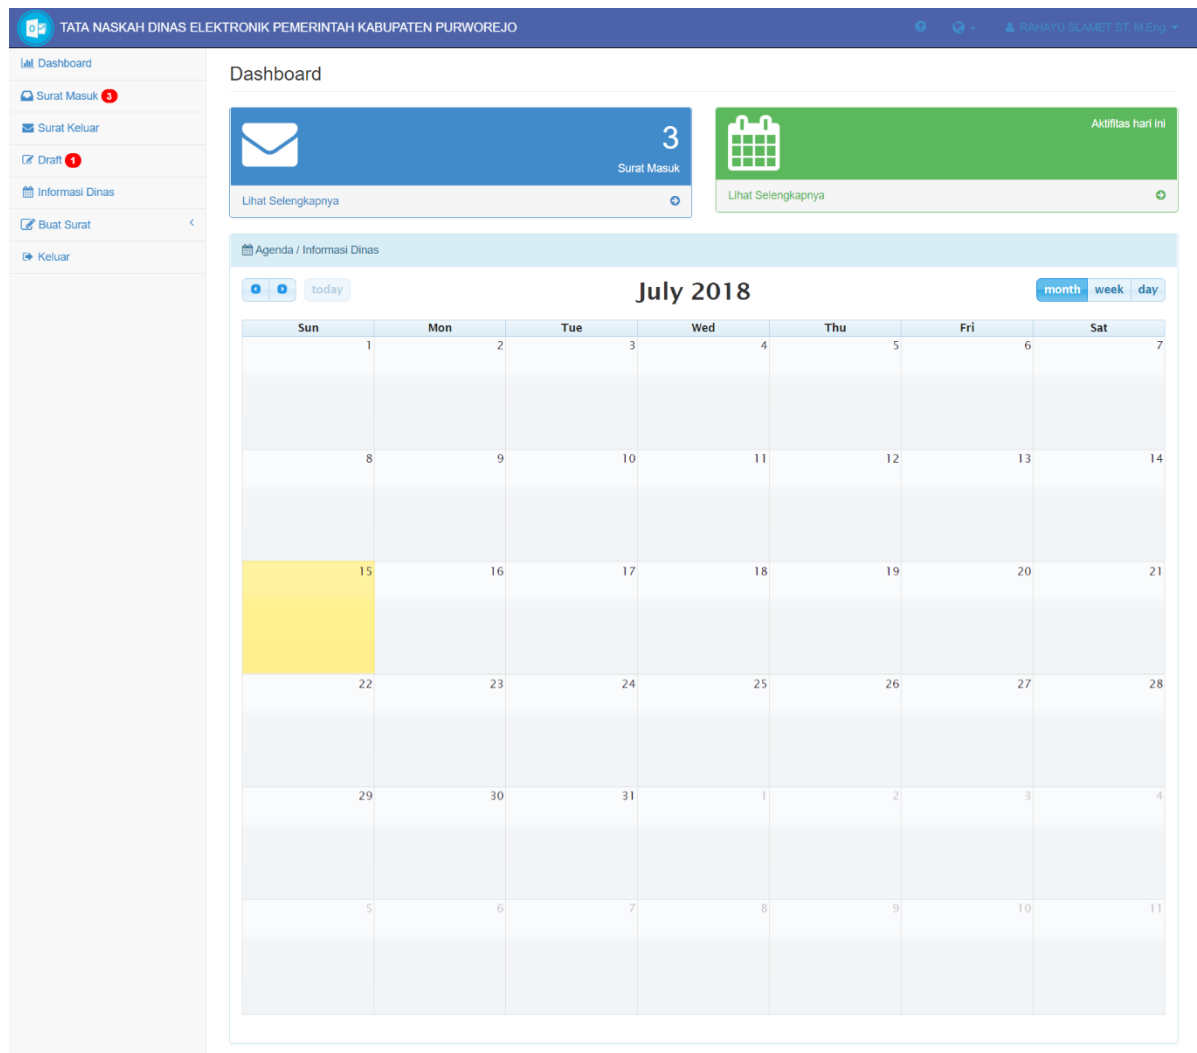 TATA NASKAH DINAS ELEKTRONIK PEMERINTAH KABUPATEN PURWOREJO
RAHAYU SLAMET ST. M.Eng.
Dashboard
Surat Masuk 3
Surat Keluar
Draft 1
Informasi Dinas
Buat Surat
Keluar
Dashboard
3
Surat Masuk
Lihat Selengkapnya
Aktifitas hari ini
Lihat Selengkapnya
Agenda / Informasi Dinas
today
July 2018
month week day
Sun Mon Tue Wed Thu Fri Sat
1 2 3 4 5 6 7
8 9 10 11 12 13 14
15 16 17 18 19 20 21
22 23 24 25 26 27 28
29 30 31 1 2 3 4
5 6 7 8 9 10 11